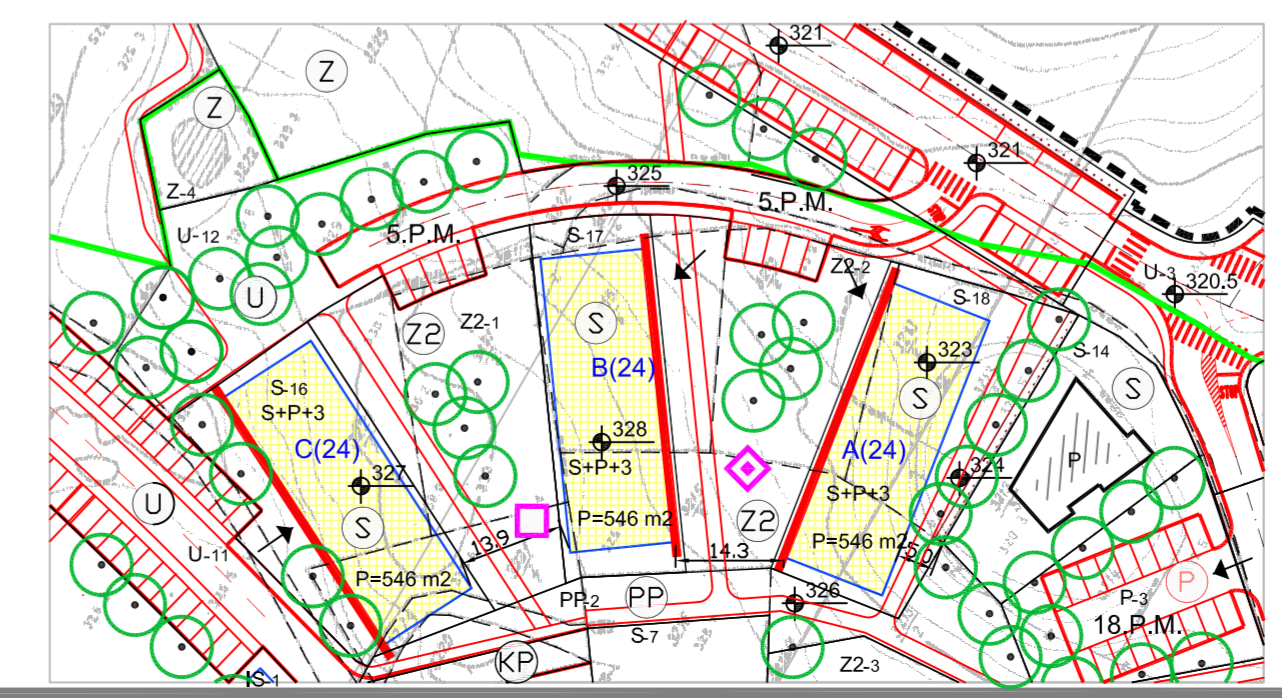 321
Z
Z
321
325
Z-4
5.P.M.
STOP
U-12
5.P.M.
S-17
Z2-2
U-3
320.5
U
S-18
Z2
Z2-1
S
S-14
323
B(24)
S
S
S-16
S+P+3
C(24)
328
A(24)
P
S+P+3
324
327
S+P+3
U
S
P=546 m2
Z2
13.9
14.3
P=546 m2
5.0
U-11
P=546 m2
P
PP-2
PP
326
P-3
S-7
18.P.M.
KP
Z2-3
IS-1
STOP